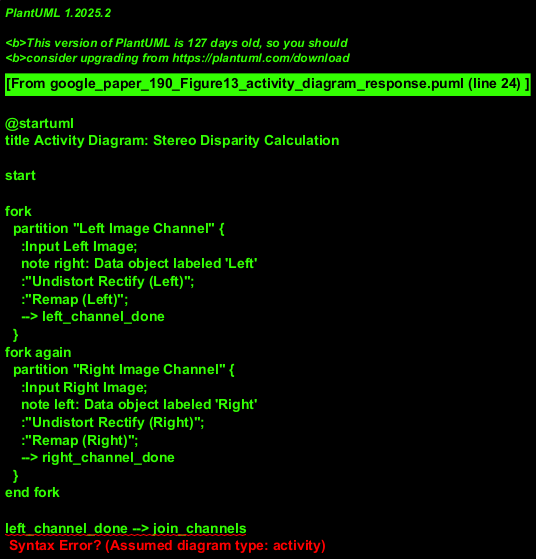 PlantUML 1.2025.2
<b>This version of PlantUML is 127 days old, so you should
<b>consider upgrading from https://plantuml.com/download
[From google_paper_190_Figure13_activity_diagram_response.puml (line 24) ]
@startuml
title Activity Diagram: Stereo Disparity Calculation
start
fork
partition "Left Image Channel" {
:Input Left Image;
note right: Data object labeled 'Left'
:"Undistort Rectify (Left)";
:"Remap (Left)";
--> left_channel_done
}
fork again
partition "Right Image Channel" {
:Input Right Image;
note left: Data object labeled 'Right'
:"Undistort Rectify (Right)";
:"Remap (Right)";
--> right_channel_done
}
end fork
left_channel_done --> join_channels
Syntax Error? (Assumed diagram type: activity)